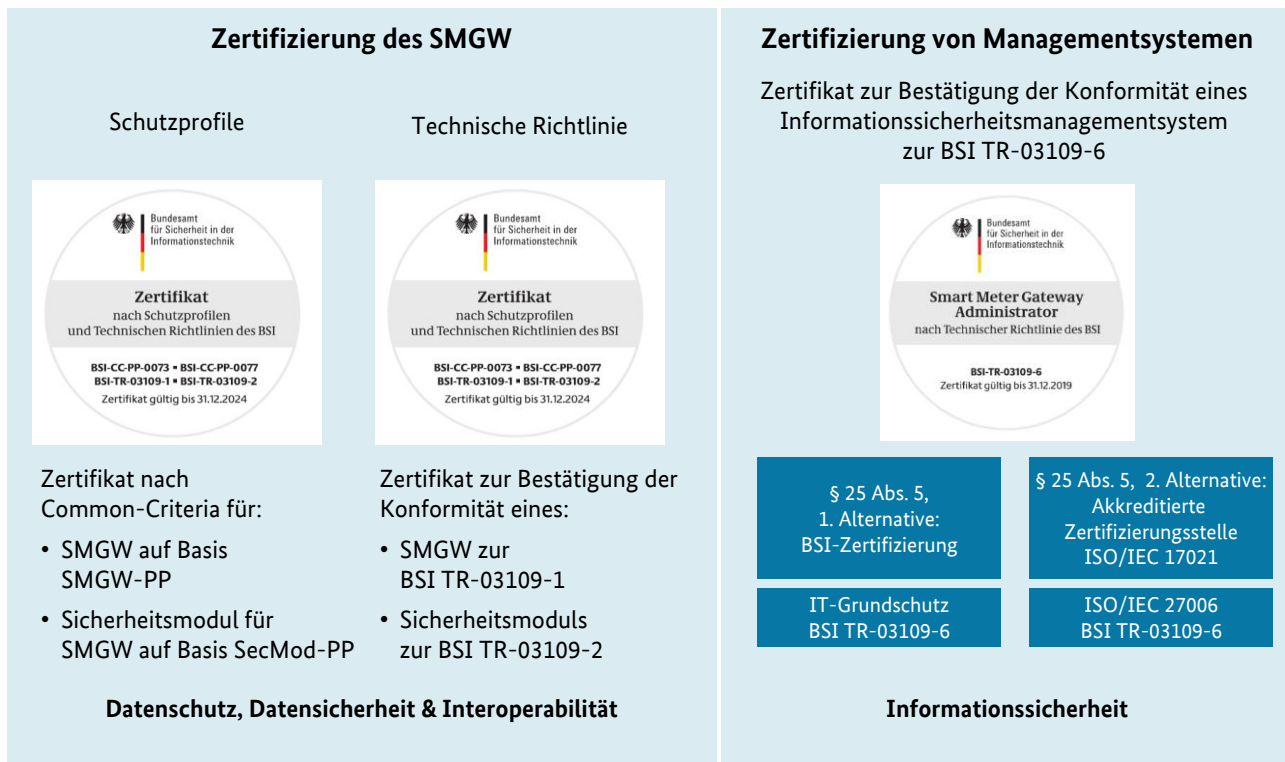 Zertifizierung des SMGW
Schutzprofile
Bundesamt
für Sicherheit in der
Informationstechnik
Zertifikat
nach Schutzprofilen
und Technischen Richtlinien des BSI
BSI-CC-PP-0073 ▪ BSI-CC-PP-0077
BSI-TR-03109-1 ▪ BSI-TR-03109-2
Zertifikat gültig bis 31.12.2024
Zertifikat nach
Common-Criteria für:
• SMGW auf Basis
SMGW-PP
• Sicherheitsmodul für
SMGW auf Basis SecMod-PP
Technische Richtlinie
Bundesamt
für Sicherheit in der
Informationstechnik
Zertifikat
nach Schutzprofilen
und Technischen Richtlinien des BSI
BSI-CC-PP-0073 ▪ BSI-CC-PP-0077
BSI-TR-03109-1 ▪ BSI-TR-03109-2
Zertifikat gültig bis 31.12.2024
Zertifikat zur Bestätigung der
Konformität eines:
• SMGW zur
BSI TR-03109-1
• Sicherheitsmoduls
zur BSI TR-03109-2
Datenschutz, Datensicherheit & Interoperabilität
Zertifizierung von Managementsystemen
Zertifikat zur Bestätigung der Konformität eines
Informationssicherheitsmanagementsystem
zur BSI TR-03109-6
Bundesamt
für Sicherheit in der
Informationstechnik
Smart Meter Gateway
Administrator
nach Technischer Richtlinie des BSI
BSI-TR-03109-6
Zertifikat gültig bis 31.12.2019
§ 25 Abs. 5,
1. Alternative:
BSI-Zertifizierung
IT-Grundschutz
BSI TR-03109-6
§ 25 Abs. 5, 2. Alternative:
Akkreditierte
Zertifizierungsstelle
ISO/IEC 17021
ISO/IEC 27006
BSI TR-03109-6
Informationssicherheit